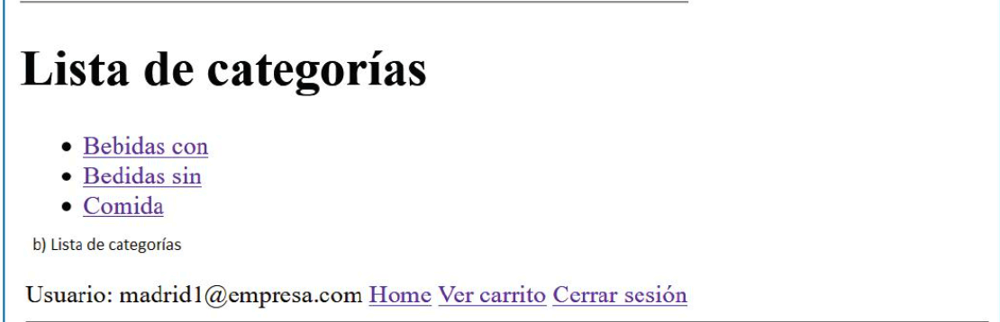 Lista de categorías
Bebidas con
Bedidas sin
Comida
b) Lista de categorías
Usuario: madrid1@empresa.com Home Ver carrito Cerrar sesión